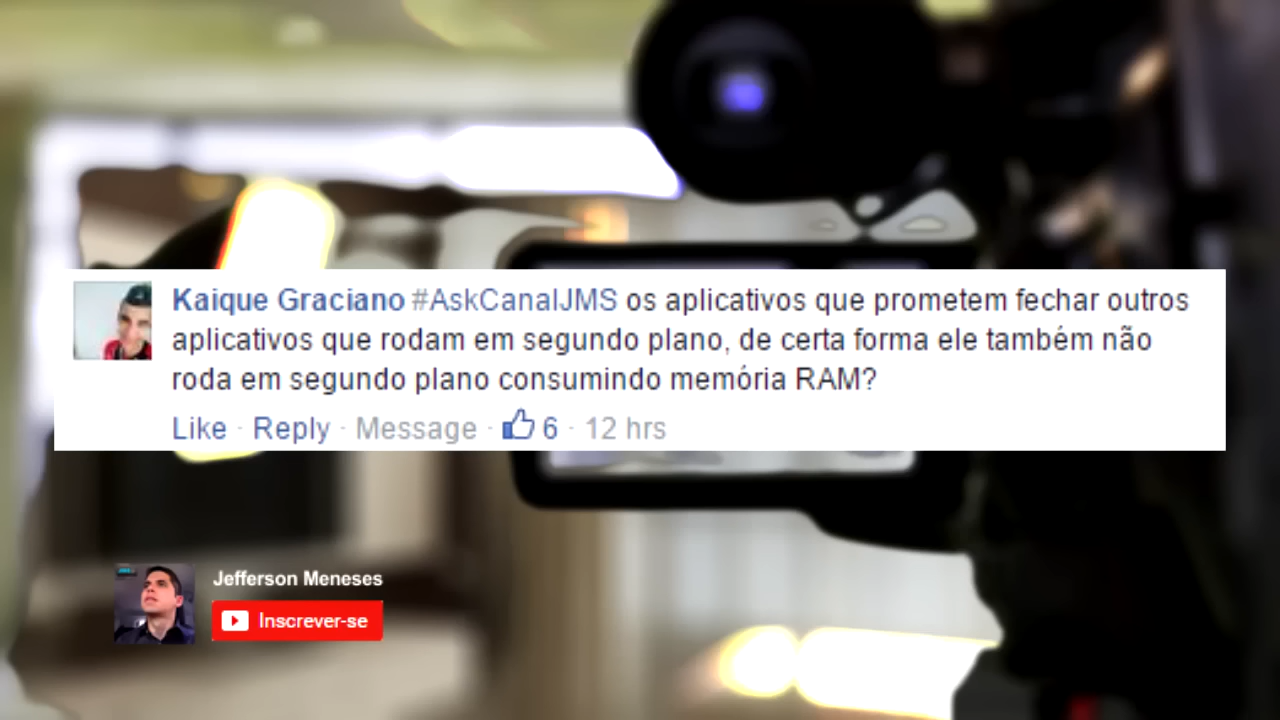 Kaique Graciano #AskCanalJMS os aplicativos que prometem fechar outros
aplicativos que rodam em segundo plano, de certa forma ele também não
roda em segundo plano consumindo memória RAM?
Like · Reply · Message · 6 · 12 hrs
Jefferson Meneses
Inscrever-se